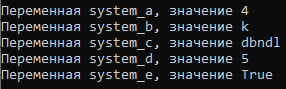 Переменная system_a, значение 4
Переменная system_b, значение k
Переменная system_c, значение dbndl
Переменная system_d, значение 5
Переменная system_e, значение True